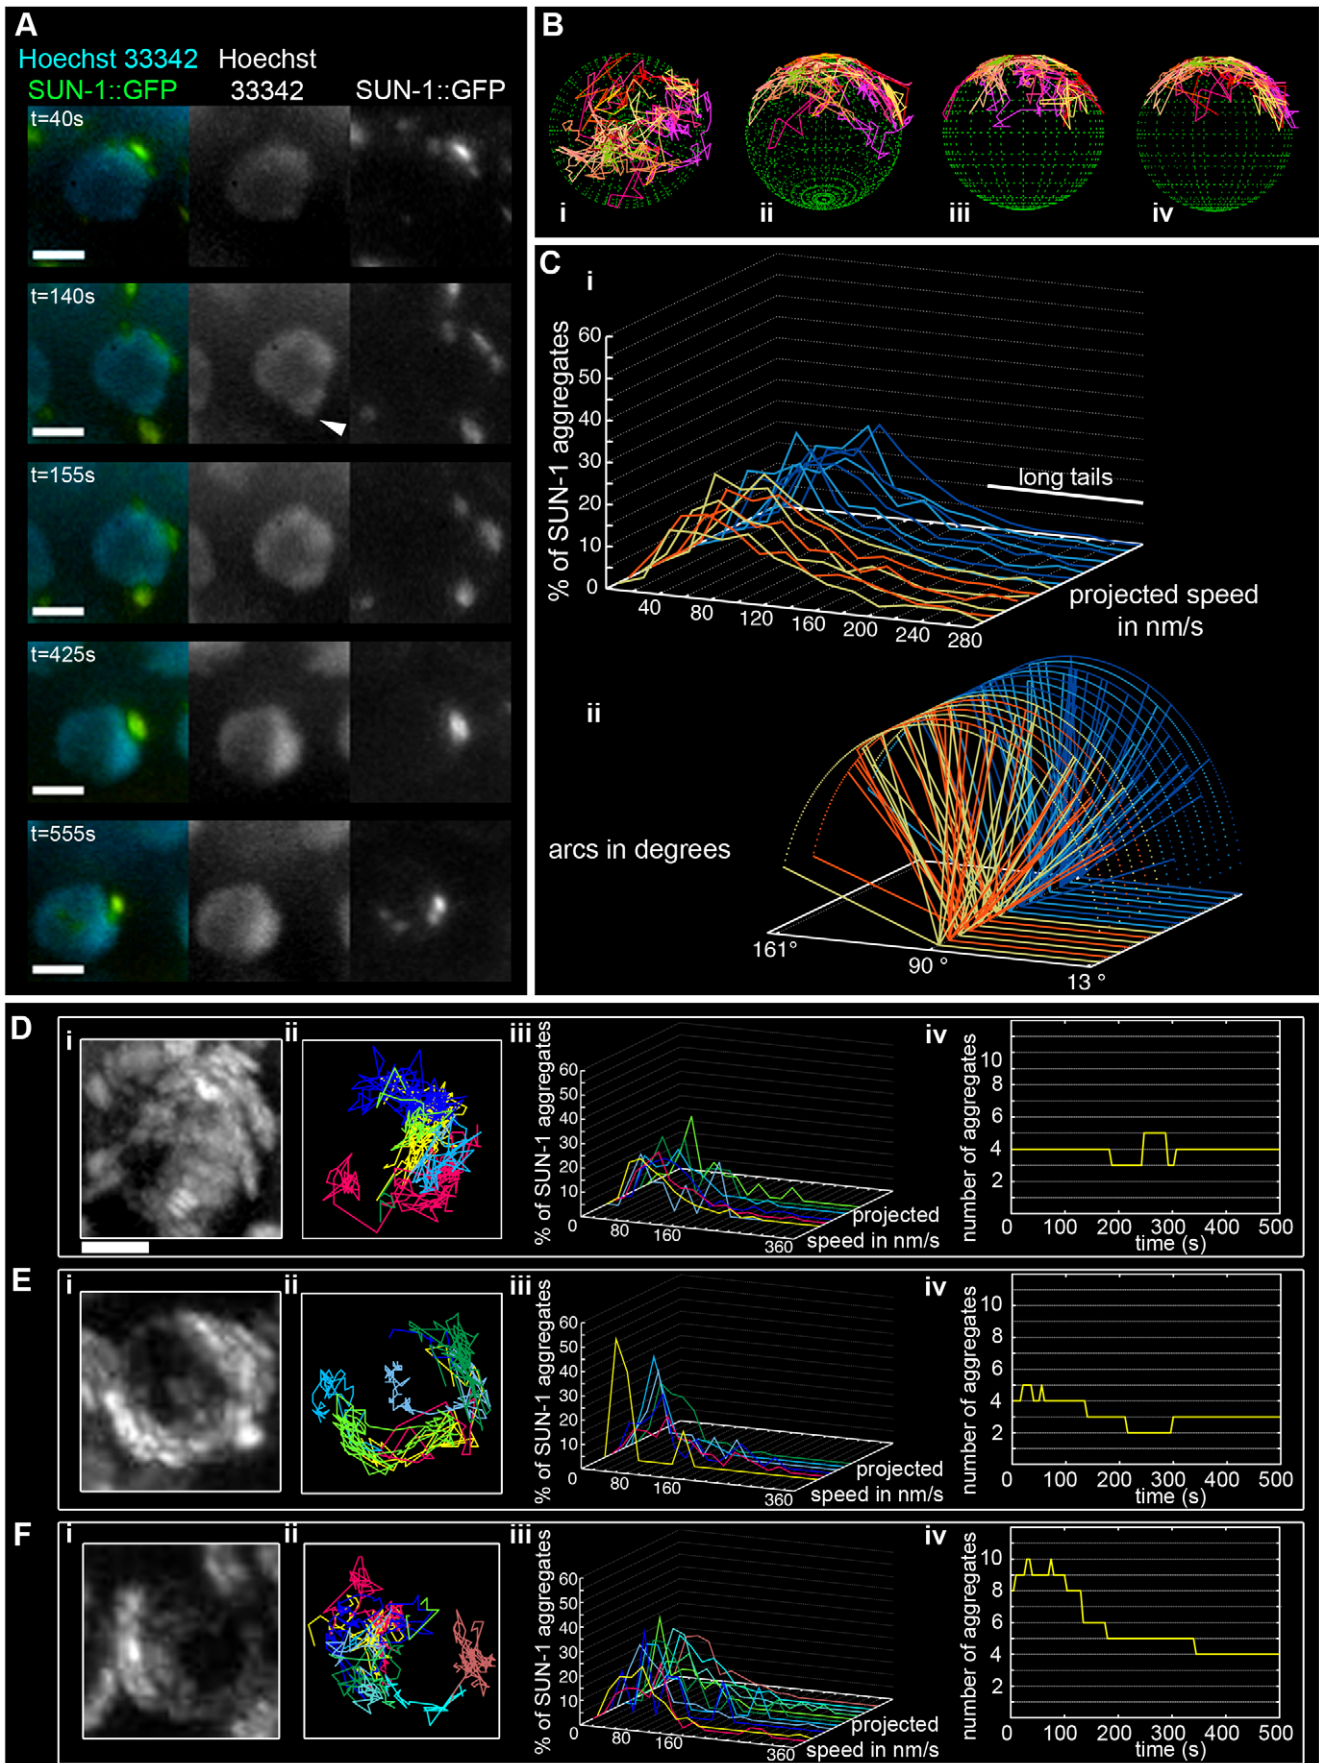 A
Hoechst 33342
SUN-1::GFP
Hoechst
33342
SUN-1::GFP
t=40s
t=140s
t=155s
t=425s
t=555s
B
i
ii
iii
iv
C
i
% of SUN-1 aggregates
60
50
40
30
20
10
0
40
80
120
160
200
240
280
long tails
projected speed
in nm/s
ii
arcs in degrees
161°
90 °
13 °
D
i
ii
iii
% of SUN-1 aggregates
60
50
40
30
20
10
0
80
160
360
projected
speed in nm/s
iv
number of aggregates
10
8
6
4
2
0
100
200
300
400
500
time (s)
E
i
ii
iii
% of SUN-1 aggregates
60
50
40
30
20
10
0
80
160
360
projected
speed in nm/s
iv
number of aggregates
10
8
6
4
2
0
100
200
300
400
500
time (s)
F
i
ii
iii
% of SUN-1 aggregates
60
50
40
30
20
10
0
80
160
360
projected
speed in nm/s
iv
number of aggregates
10
8
6
4
2
0
100
200
300
400
500
time (s)